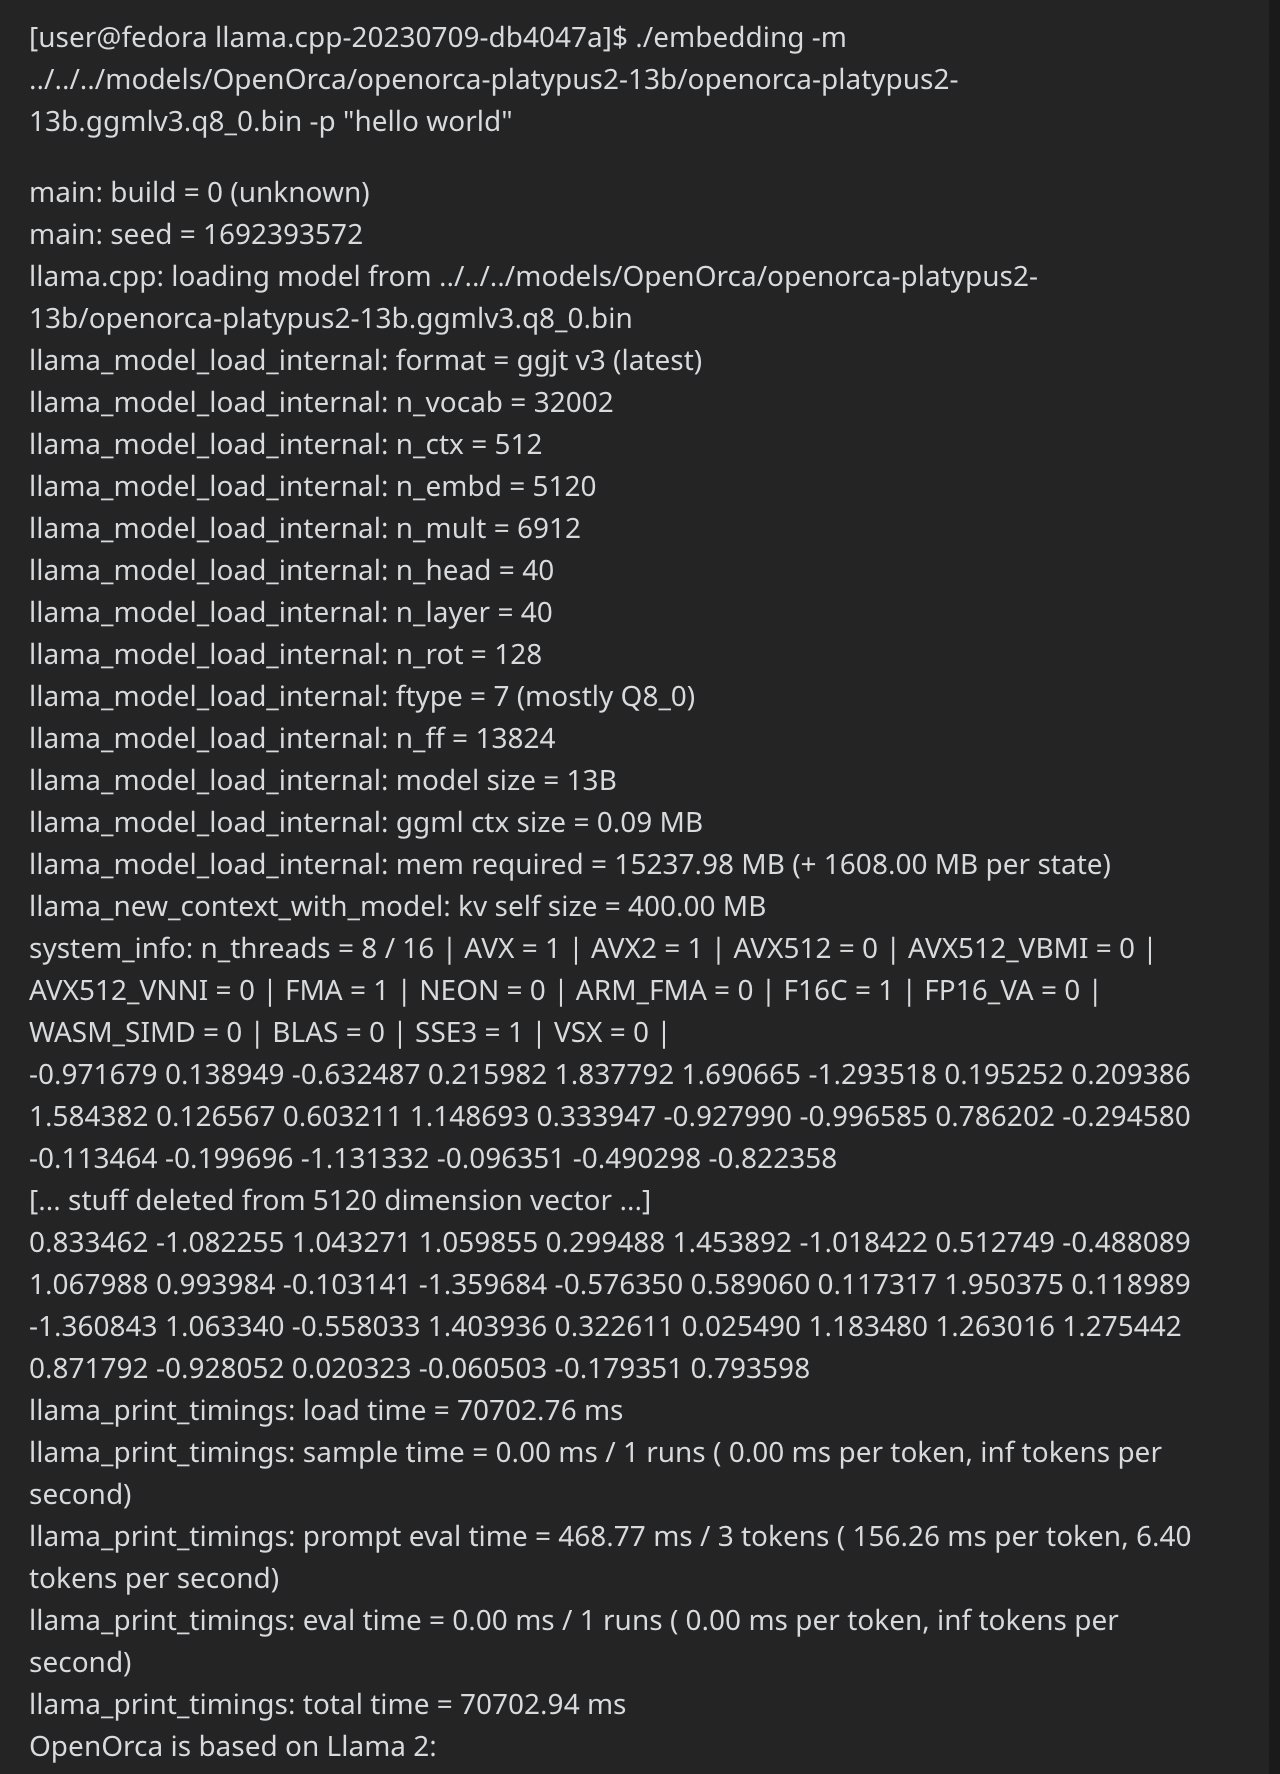 [user@fedora llama.cpp-20230709-db4047a]$ ./embedding -m
../../../models/OpenOrca/openorca-platypus2-13b/openorca-platypus2-
13b.ggmlv3.q8_0.bin -p "hello world"
main: build = 0 (unknown)
main: seed = 1692393572
llama.cpp: loading model from ../../../models/OpenOrca/openorca-platypus2-
13b/openorca-platypus2-13b.ggmlv3.q8_0.bin
llama_model_load_internal: format = ggjt v3 (latest)
llama_model_load_internal: n_vocab = 32002
llama_model_load_internal: n_ctx = 512
llama_model_load_internal: n_embd = 5120
llama_model_load_internal: n_mult = 6912
llama_model_load_internal: n_head = 40
llama_model_load_internal: n_layer = 40
llama_model_load_internal: n_rot = 128
llama_model_load_internal: ftype = 7 (mostly Q8_0)
llama_model_load_internal: n_ff = 13824
llama_model_load_internal: model size = 13B
llama_model_load_internal: ggml ctx size = 0.09 MB
llama_model_load_internal: mem required = 15237.98 MB (+ 1608.00 MB per state)
llama_new_context_with_model: kv self size = 400.00 MB
system_info: n_threads = 8 / 16 | AVX = 1 | AVX2 = 1 | AVX512 = 0 | AVX512_VBMI = 0 |
AVX512_VNNI = 0 | FMA = 1 | NEON = 0 | ARM_FMA = 0 | F16C = 1 | FP16_VA = 0 |
WASM_SIMD = 0 | BLAS = 0 | SSE3 = 1 | VSX = 0 |
-0.971679 0.138949 -0.632487 0.215982 1.837792 1.690665 -1.293518 0.195252 0.209386
1.584382 0.126567 0.603211 1.148693 0.333947 -0.927990 -0.996585 0.786202 -0.294580
-0.113464 -0.199696 -1.131332 -0.096351 -0.490298 -0.822358
[... stuff deleted from 5120 dimension vector ...]
0.833462 -1.082255 1.043271 1.059855 0.299488 1.453892 -1.018422 0.512749 -0.488089
1.067988 0.993984 -0.103141 -1.359684 -0.576350 0.589060 0.117317 1.950375 0.118989
-1.360843 1.063340 -0.558033 1.403936 0.322611 0.025490 1.183480 1.263016 1.275442
0.871792 -0.928052 0.020323 -0.060503 -0.179351 0.793598
llama_print_timings: load time = 70702.76 ms
llama_print_timings: sample time = 0.00 ms / 1 runs ( 0.00 ms per token, inf tokens per
second)
llama_print_timings: prompt eval time = 468.77 ms / 3 tokens ( 156.26 ms per token, 6.40
tokens per second)
llama_print_timings: eval time = 0.00 ms / 1 runs ( 0.00 ms per token, inf tokens per
second)
llama_print_timings: total time = 70702.94 ms
OpenOrca is based on Llama 2: